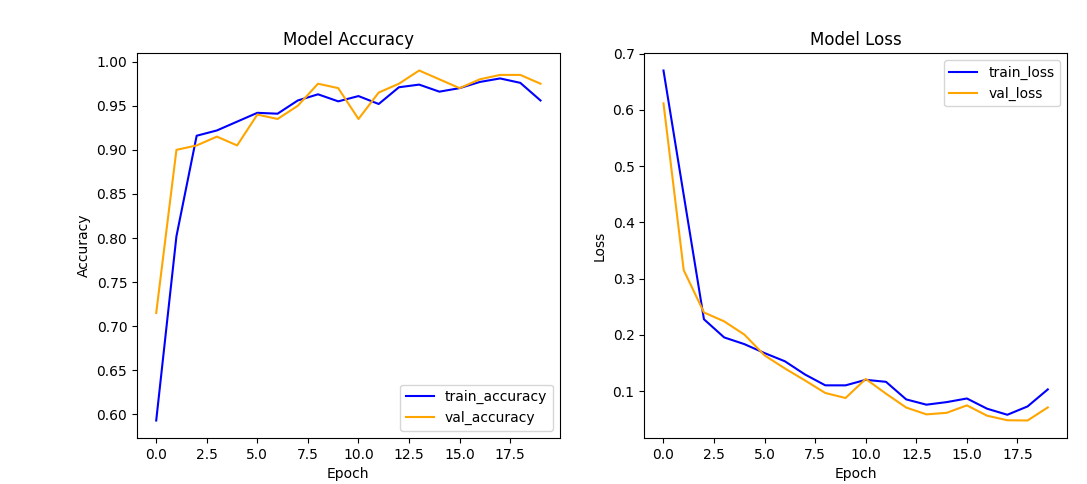 Model Accuracy
Accuracy
1.00
0.95
0.90
0.85
0.80
0.75
0.70
0.65
0.60
0.0 2.5 5.0 7.5 10.0 12.5 15.0 17.5
Epoch
train_accuracy
val_accuracy
Model Loss
Loss
0.7
0.6
0.5
0.4
0.3
0.2
0.1
0.0 2.5 5.0 7.5 10.0 12.5 15.0 17.5
Epoch
train_loss
val_loss